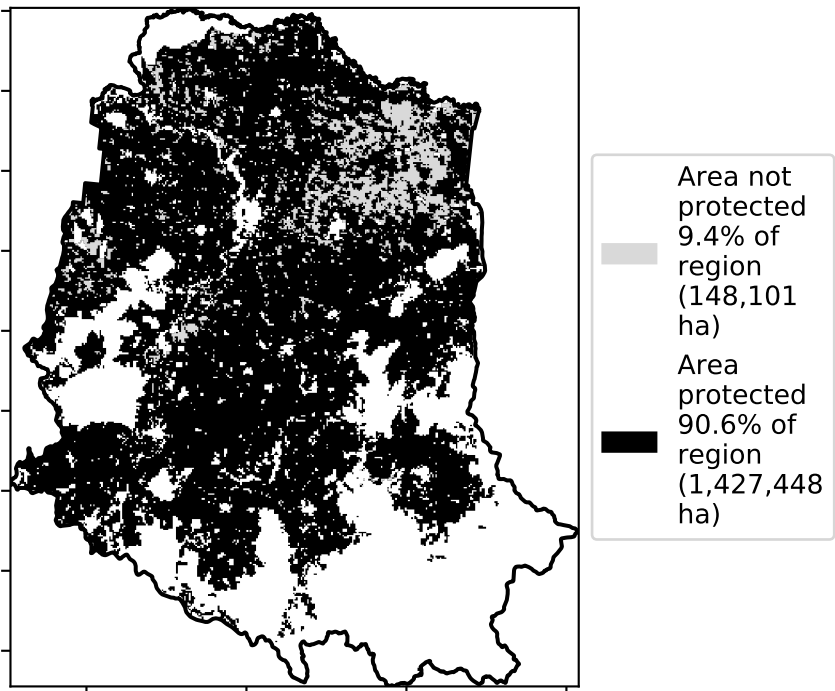 Area not
protected
9.4% of
region
(148,101
ha)
Area
protected
90.6% of
region
(1,427,448
ha)